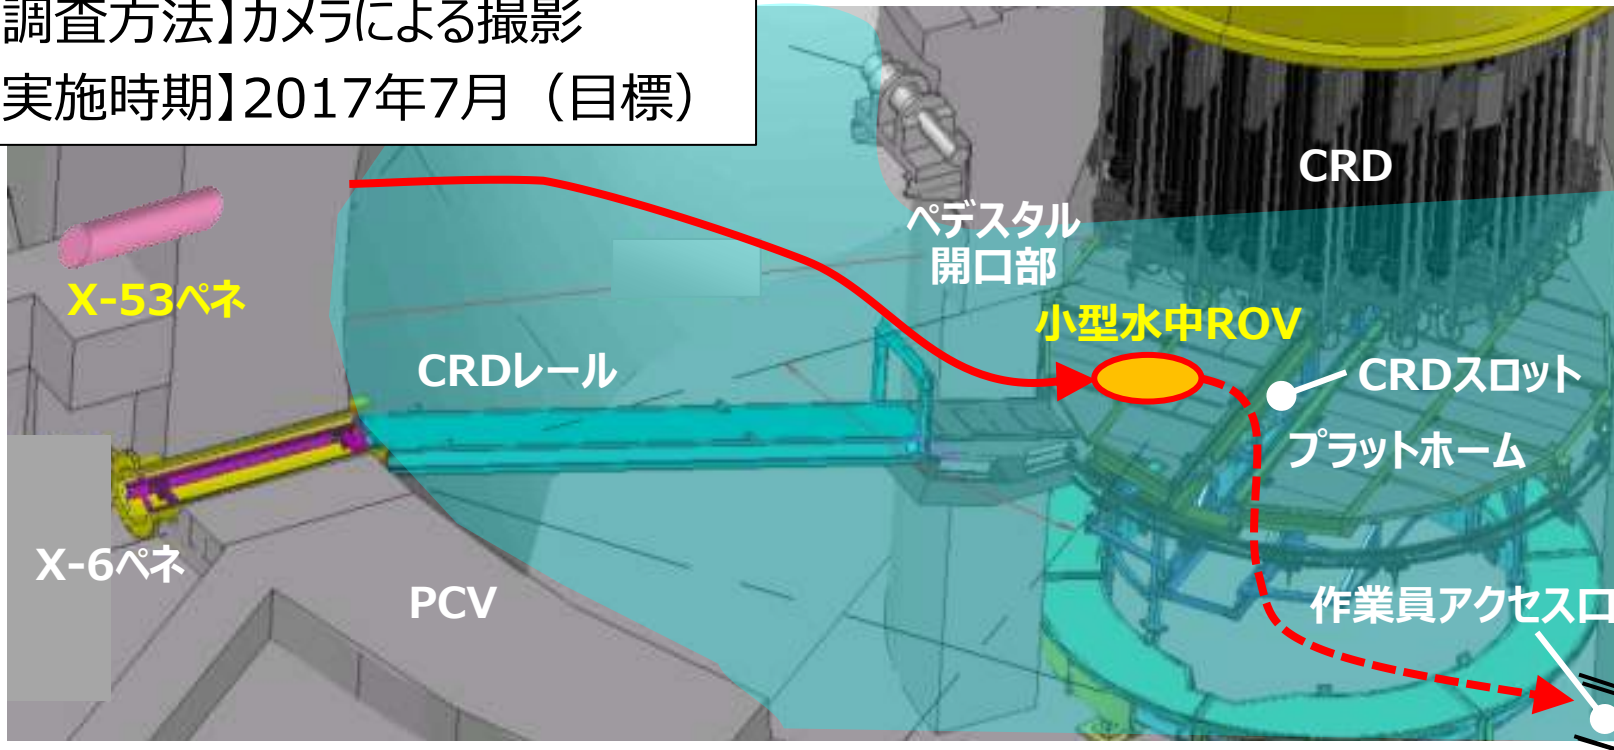 調査方法】カメラによる撮影
実施時期】2017年7月（目標）
CRD
ペデスタル
開口部
X-53ペネ
小型水中ROV
CRDレール
CRDスロット
プラットホーム
X-6ペネ
PCV
作業員アクセス口